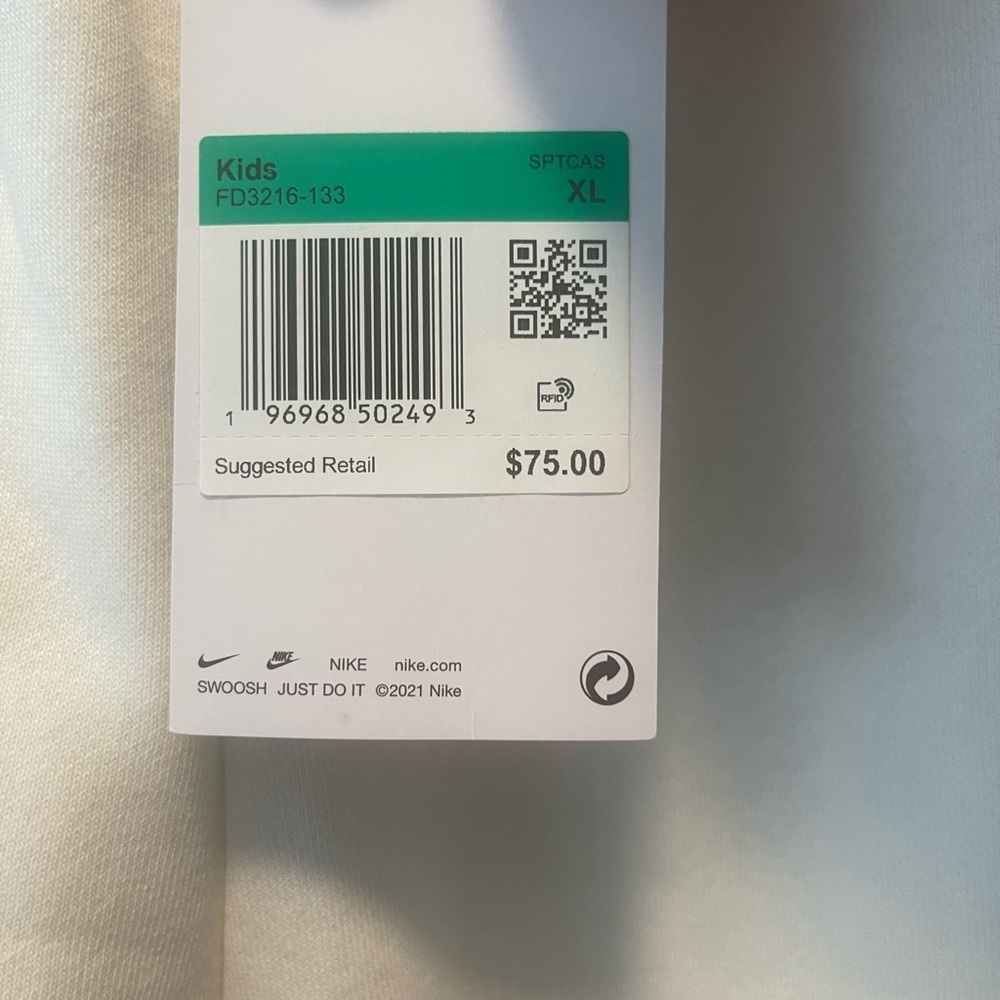 Kids
SPTCAS
FD3216-133
XL
1 96968 50249 3
RFID
Suggested Retail
$75.00
NIKE NIKE nike.com
SWOOSH JUST DO IT ©2021 Nike